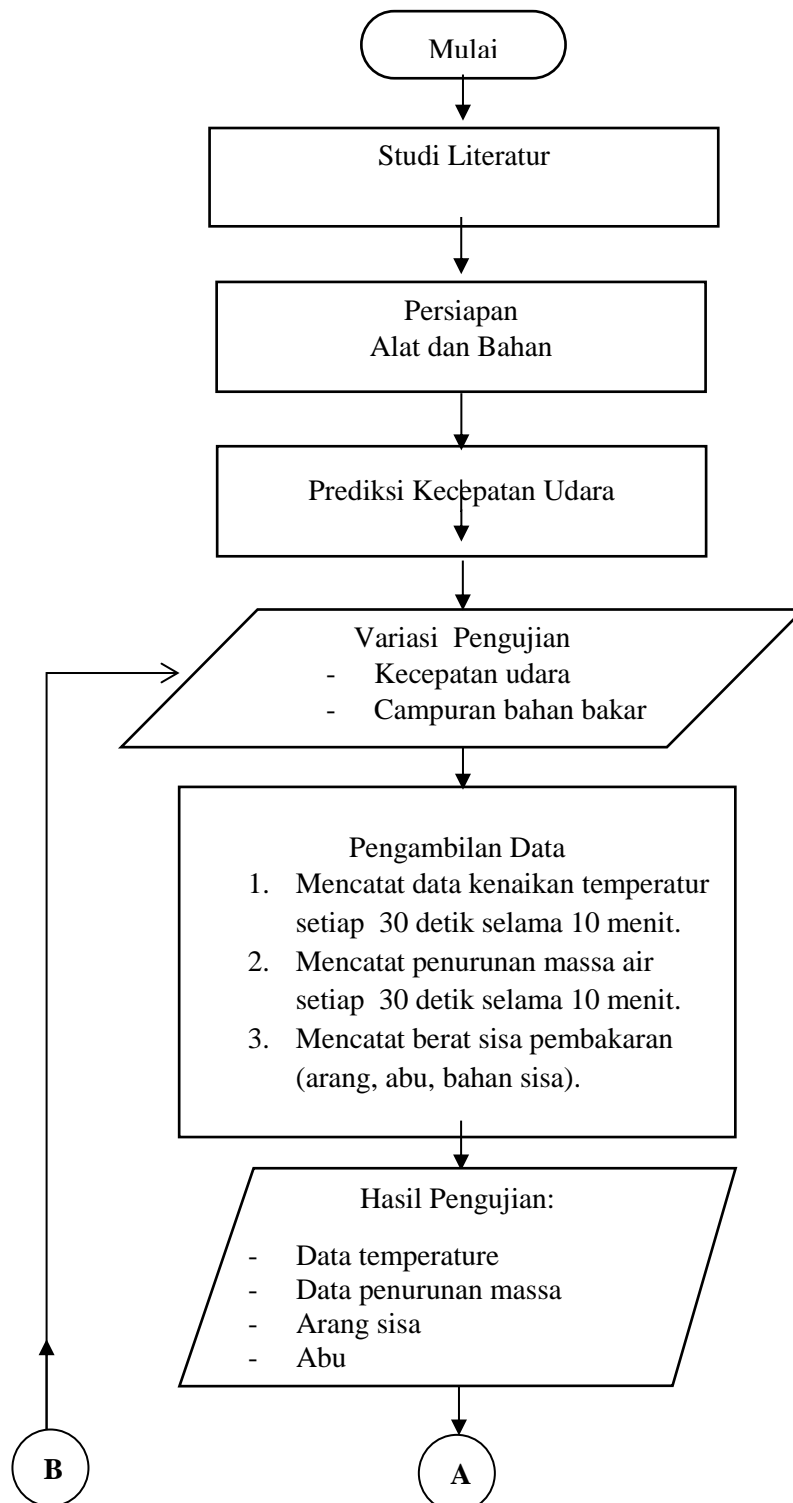 Mulai
Studi Literatur
Persiapan
Alat dan Bahan
Prediksi Kecepatan Udara
Variasi Pengujian
- Kecepatan udara
- Campuran bahan bakar
Pengambilan Data
1. Mencatat data kenaikan temperatur
setiap 30 detik selama 10 menit.
2. Mencatat penurunan massa air
setiap 30 detik selama 10 menit.
3. Mencatat berat sisa pembakaran
(arang, abu, bahan sisa).
Hasil Pengujian:
- Data temperature
- Data penurunan massa
- Arang sisa
- Abu
B
A